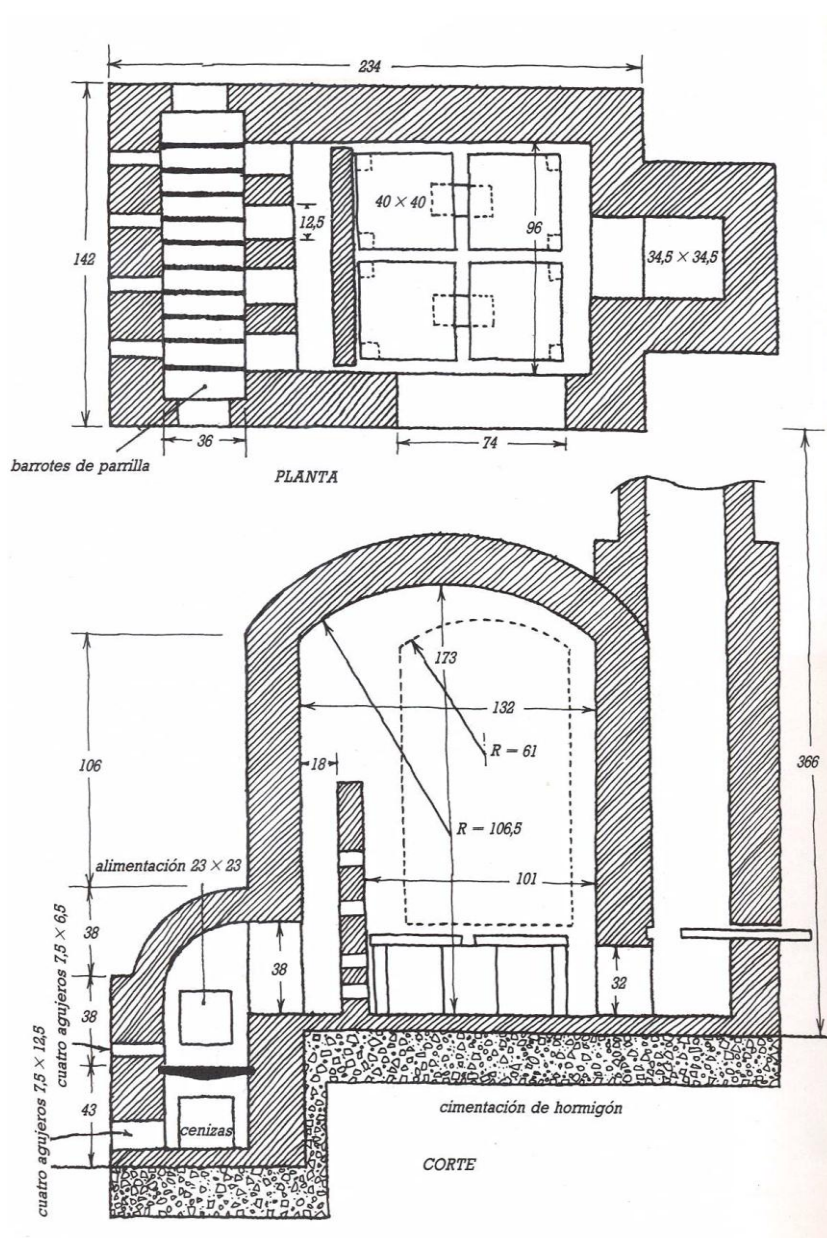 234
40 × 40
12,5
96
34,5 × 34,5
142
36
74
barrotes de parrilla
PLANTA
173
132
R = 61
18
106
366
R = 106,5
alimentación 23 × 23
101
38
38
32
38
cuatro agujeros 7,5 × 6,5
43
cenizas
cuatro agujeros 7,5 × 12,5
cimentación de hormigón
CORTE